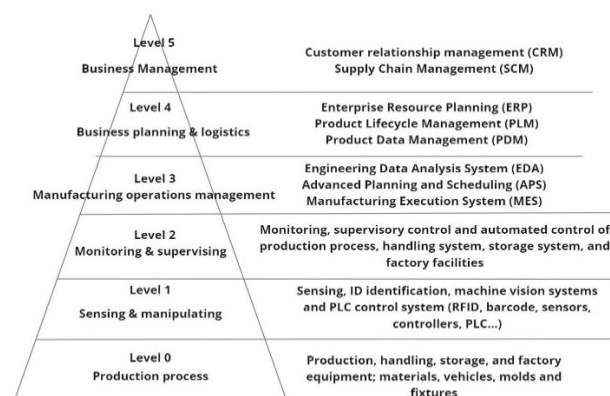 Level 5
Business Management
Customer relationship management (CRM)
Supply Chain Management (SCM)
Level 4
Business planning & logistics
Enterprise Resource Planning (ERP)
Product Lifecycle Management (PLM)
Product Data Management (PDM)
Level 3
Manufacturing operations management
Engineering Data Analysis System (EDA)
Advanced Planning and Scheduling (APS)
Manufacturing Execution System (MES)
Level 2
Monitoring & supervising
Monitoring, supervisory control and automated control of
production process, handling system, storage system, and
factory facilities
Level 1
Sensing & manipulating
Sensing, ID identification, machine vision systems
and PLC control system (RFID, barcode, sensors,
controllers, PLC...)
Level 0
Production process
Production, handling, storage, and factory
equipment; materials, vehicles, molds and
fixtures